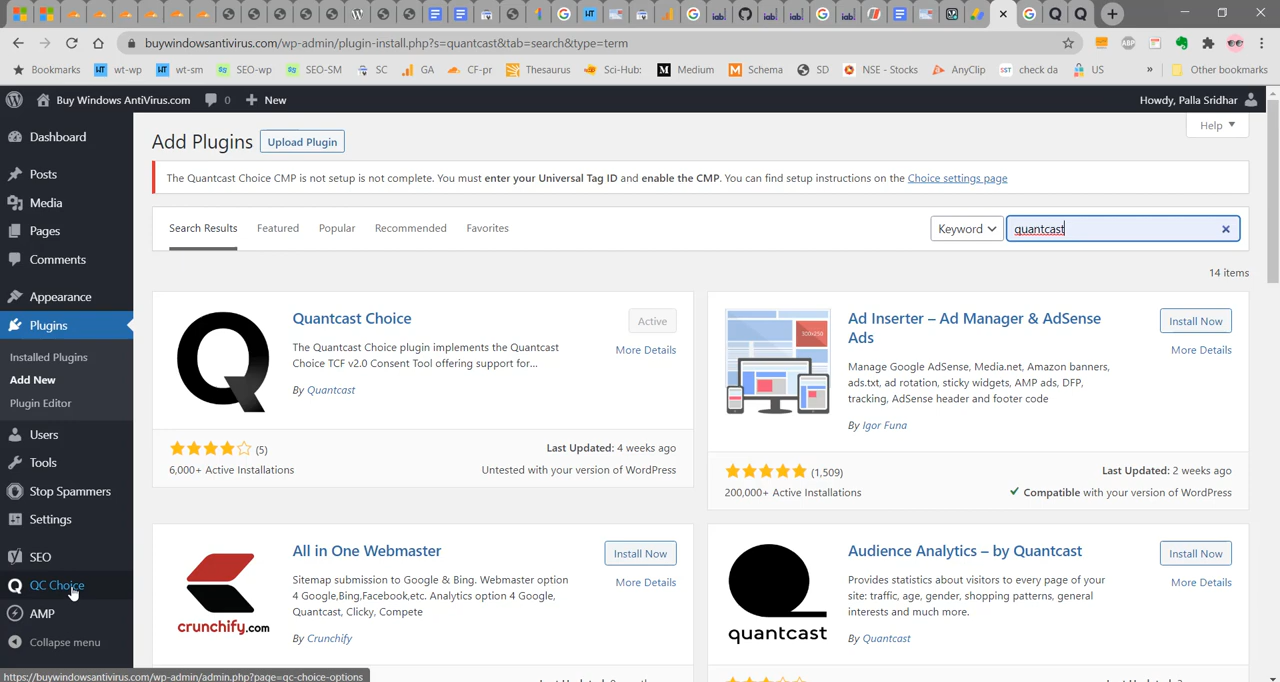 buywindowsantivirus.com/wp-admin/plugin-install.php?s=quantcast&tab=search&type=term
Bookmarks wt-wp wt-sm SEO-wp SEO-SM SC GA CF-pr Thesaurus Sci-Hub: Medium Schema SD NSE - Stocks AnyClip check da US » Other bookmarks
Buy Windows AntiVirus.com 0 New Howdy, Palla Sridhar
Dashboard
Posts
Media
Pages
Comments
Appearance
Plugins
Installed Plugins
Add New
Plugin Editor
Users
Tools
Stop Spammers
Settings
SEO
QC Choice
AMP
Collapse menu
Help
Add Plugins Upload Plugin
The Quantcast Choice CMP is not setup is not complete. You must enter your Universal Tag ID and enable the CMP. You can find setup instructions on the Choice settings page
Search Results Featured Popular Recommended Favorites Keyword quantcast
14 items
Quantcast Choice
Active
More Details
The Quantcast Choice plugin implements the Quantcast
Choice TCF v2.0 Consent Tool offering support for...
By Quantcast
(5)
6,000+ Active Installations
Last Updated: 4 weeks ago
Untested with your version of WordPress
Ad Inserter – Ad Manager & AdSense
Ads
Install Now
More Details
300×250
Manage Google AdSense, Media.net, Amazon banners,
ads.txt, ad rotation, sticky widgets, AMP ads, DFP,
tracking, AdSense header and footer code
By Igor Funa
(1,509)
200,000+ Active Installations
Last Updated: 2 weeks ago
Compatible with your version of WordPress
crunchify.com
All in One Webmaster
Install Now
More Details
Sitemap submission to Google & Bing. Webmaster option
4 Google,Bing,Facebook,etc. Analytics option 4 Google,
Quantcast, Clicky, Compete
By Crunchify
quantcast
Audience Analytics – by Quantcast
Install Now
More Details
Provides statistics about visitors to every page of your
site: traffic, age, gender, shopping patterns, general
interests and much more.
By Quantcast
https://buywindowsantivirus.com/wp-admin/admin.php?page=qc-choice-options